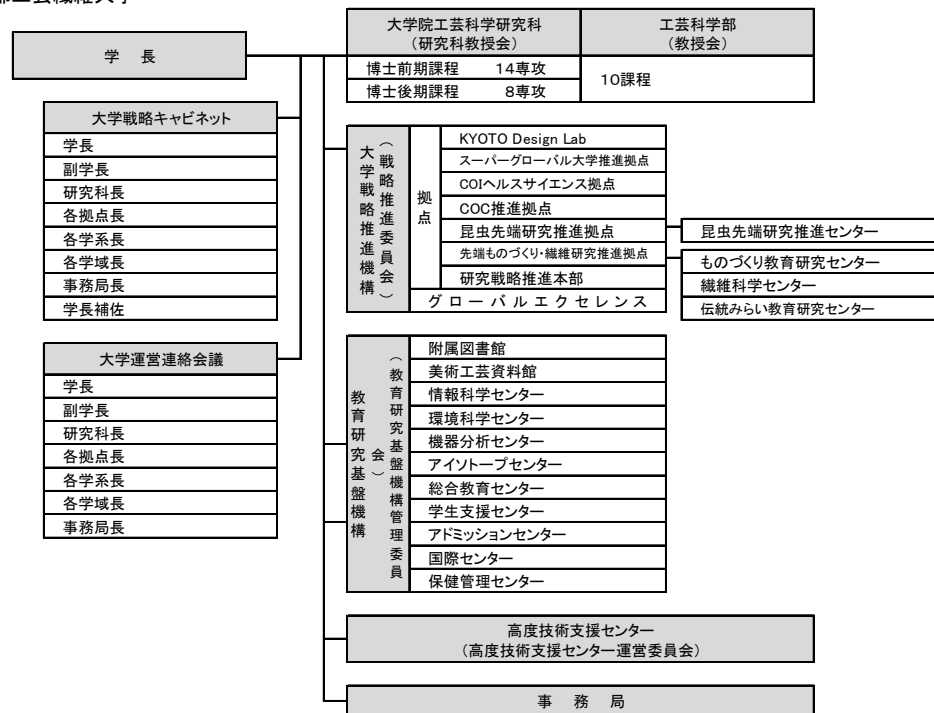 工芸繊維大学
学 長
大学院工芸科学研究科
（研究科教授会）
工芸科学部
（教授会）
博士前期課程 14専攻
博士後期課程 8専攻
10課程
大学戦略キャビネット
学長
副学長
研究科長
各拠点長
各学系長
各学域長
事務局長
学長補佐
大学運営連絡会議
学長
副学長
研究科長
各拠点長
各学系長
各学域長
事務局長
大学戦略推進機構
（戦略推進委員会）
拠点
KYOTO Design Lab
スーパーグローバル大学推進拠点
COIヘルスサイエンス拠点
COC推進拠点
昆虫先端研究推進拠点
先端ものづくり・繊維研究推進拠点
研究戦略推進本部
グローバルエクセレンス
昆虫先端研究推進センター
ものづくり教育研究センター
繊維科学センター
伝統みらい教育研究センター
教育研究基盤機構
（教育研究基盤機構管理委員
会）
附属図書館
美術工芸資料館
情報科学センター
環境科学センター
機器分析センター
アイソトープセンター
総合教育センター
学生支援センター
アドミッションセンター
国際センター
保健管理センター
高度技術支援センター
（高度技術支援センター運営委員会）
事 務 局